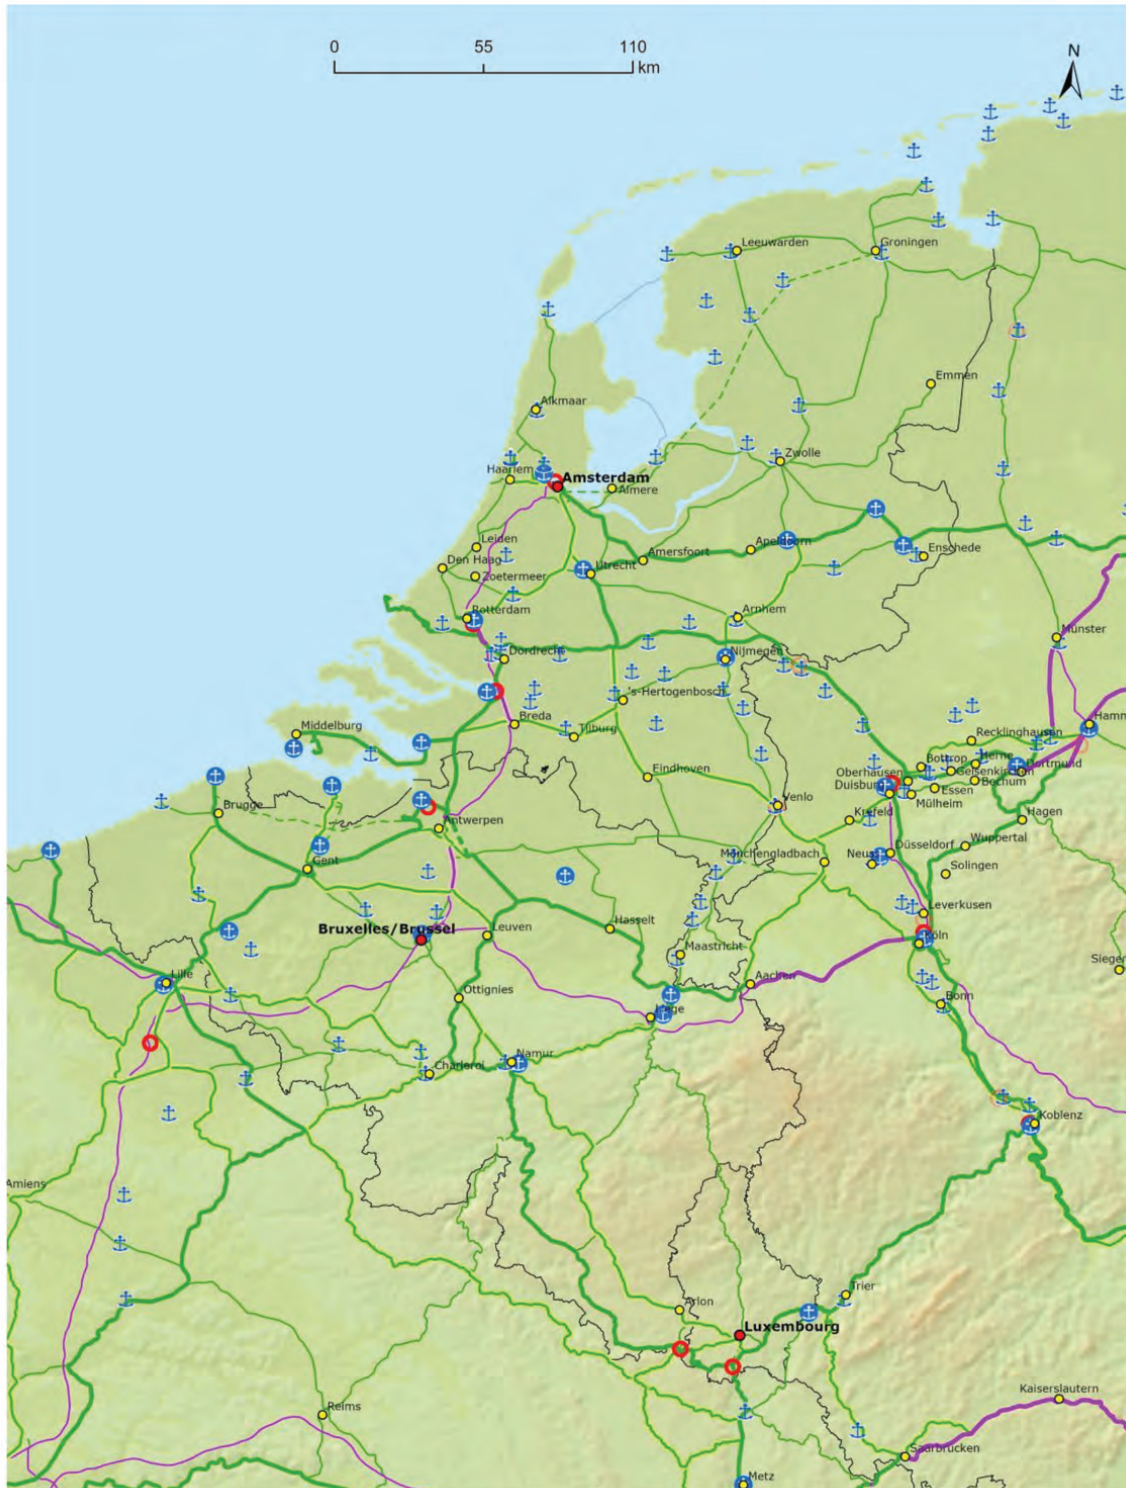 0 55 110
km
N
Leeuwarden
Groningen
Emmen
Alkmaar
Zwolle
Haarlem
Amsterdam
Almere
Leiden
Apeldoorn
Enschede
Den Haag
Utrecht
Amersfoort
Zoetermeer
Rotterdam
Arnhem
Münster
Dordrecht
Nijmegen
's-Hertogenbosch
Middelburg
Breda
Tilburg
Hamm
Recklinghausen
Eindhoven
Bottrop
Herne
Oberhausen
Gelsenkirchen
Dortmund
Duisburg
Essen
Bochum
Mülheim
Brugge
Venlo
Krefeld
Hagen
Antwerpen
Wuppertal
Gent
Mönchengladbach
Neuss
Düsseldorf
Solingen
Leverkusen
Bruxelles/Brussel
Leuven
Hasselt
Köln
Maastricht
Siegen
Lille
Aachen
Ottignies
Bonn
Liège
Charleroi
Namur
Koblenz
Amiens
Trier
Arlon
Luxembourg
Kaiserslautern
Reims
Saarbrücken
Metz